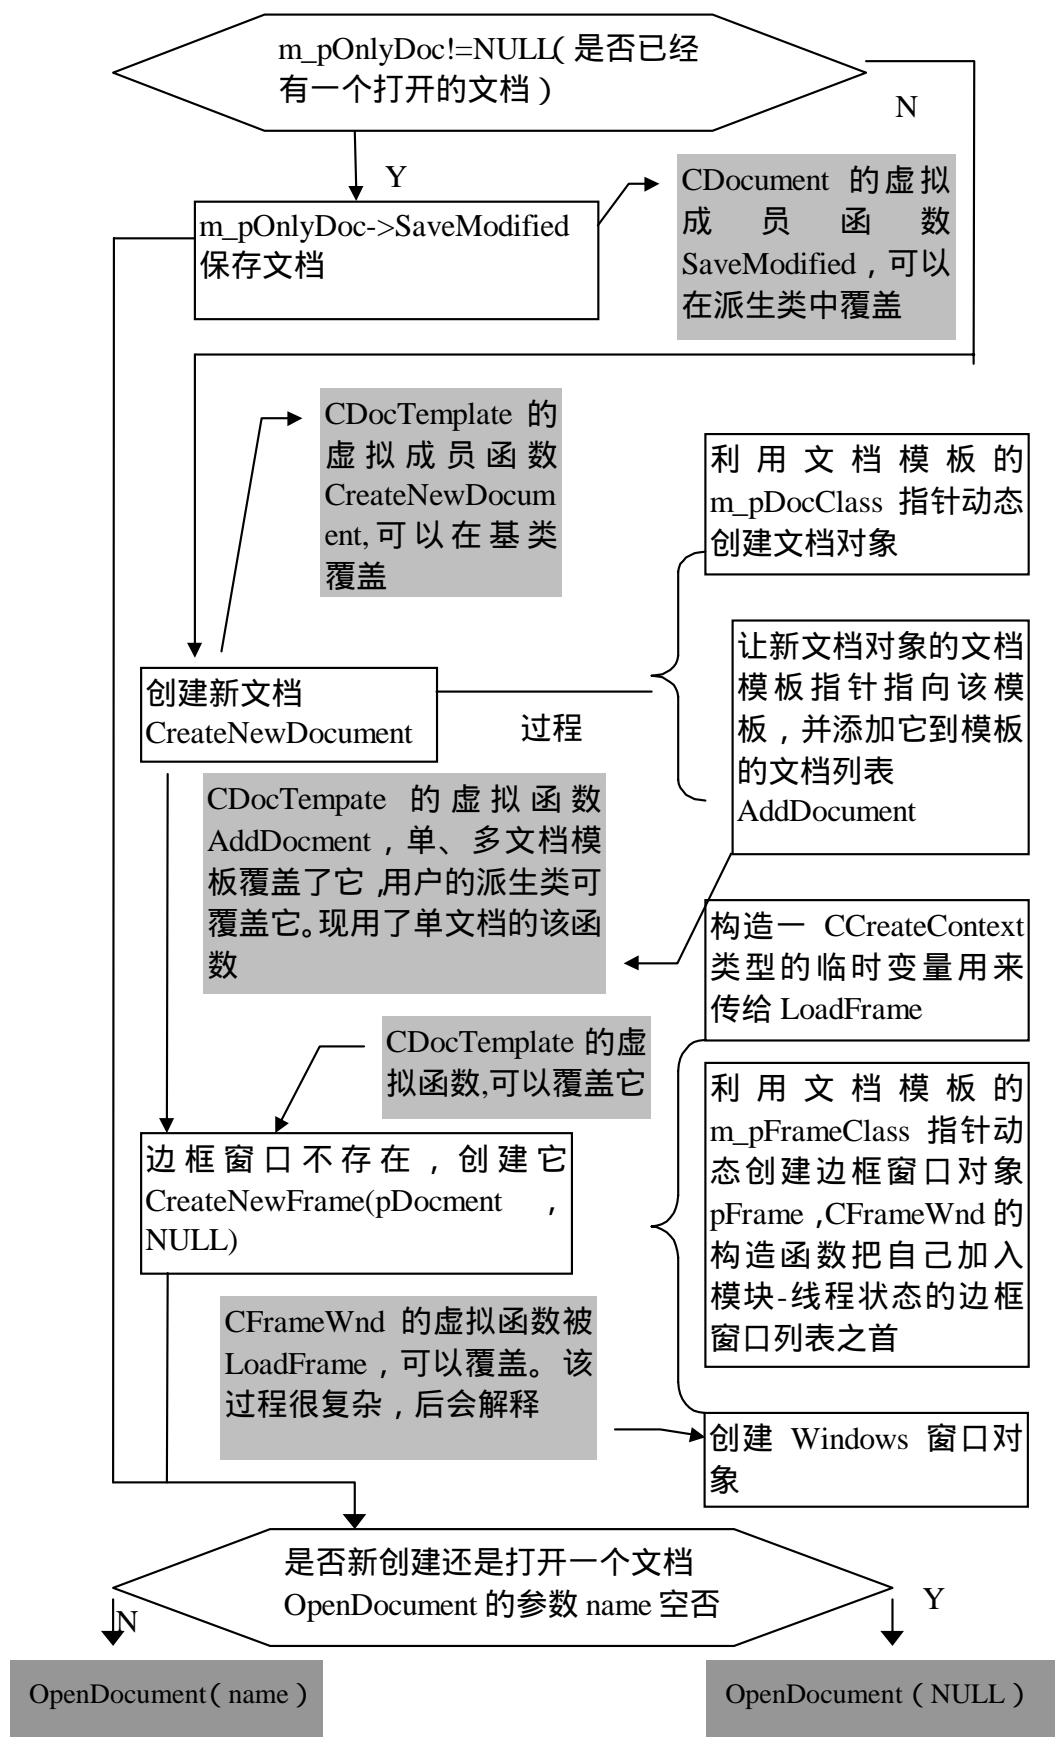 m_pOnlyDoc!=NULL(是否已经
有一个打开的文档)
N
Y
m_pOnlyDoc->SaveModified
保存文档
CDocument 的虚拟
成员函数
SaveModified，可以
在派生类中覆盖
CDocTemplate 的
虚拟成员函数
CreateNewDocum
ent,可以在基类
覆盖
利用文档模板的
m_pDocClass 指针动态
创建文档对象
创建新文档
CreateNewDocument
过程
让新文档对象的文档
模板指针指向该模
板，并添加它到模板
的文档列表
AddDocument
CDocTempate 的虚拟函数
AddDocment，单、多文档模
板覆盖了它,用户的派生类可
覆盖它。现用了单文档的该函
数
构造一 CCreateContext
类型的临时变量用来
传给 LoadFrame
CDocTemplate 的虚
拟函数,可以覆盖它
边框窗口不存在，创建它
CreateNewFrame(pDocment ，
NULL)
利用文档模板的
m_pFrameClass 指针动
态创建边框窗口对象
pFrame,CFrameWnd 的
构造函数把自己加入
模块-线程状态的边框
窗口列表之首
CFrameWnd 的虚拟函数被
LoadFrame，可以覆盖。该
过程很复杂，后会解释
创建 Windows 窗口对
象
是否新创建还是打开一个文档
OpenDocument 的参数 name 空否
N
Y
OpenDocument(name)
OpenDocument(NULL)